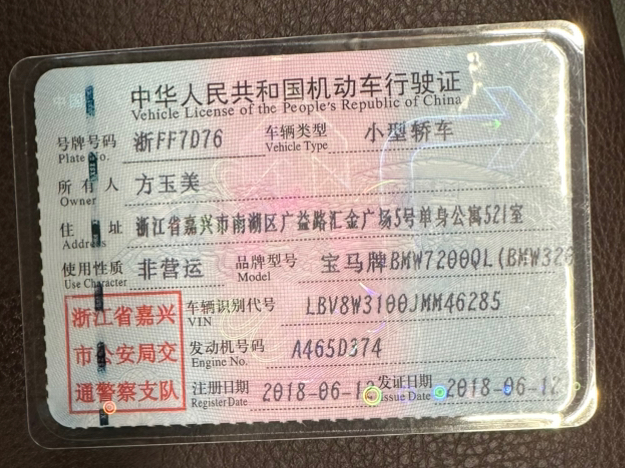 中国
中华人民共和国机动车行驶证
Vehicle License of the People's Republic of China
号牌号码 浙FF7D76 车辆类型 小型轿车
Plate No. Vehicle Type
所有人 方玉美
Owner
住址 浙江省嘉兴市南湖区广益路汇金广场5号单身公寓521室
Address
使用性质 非营运 品牌型号 宝马牌BMW7200QL(BMW320
Use Character Model
浙江省嘉兴
市公安局交
通警察支队
车辆识别代号 LBV8W3100JMM46285
VIN
发动机号码 A465D374
Engine No.
注册日期 2018-06-12 发证日期 2018-06-12
Register Date Issue Date